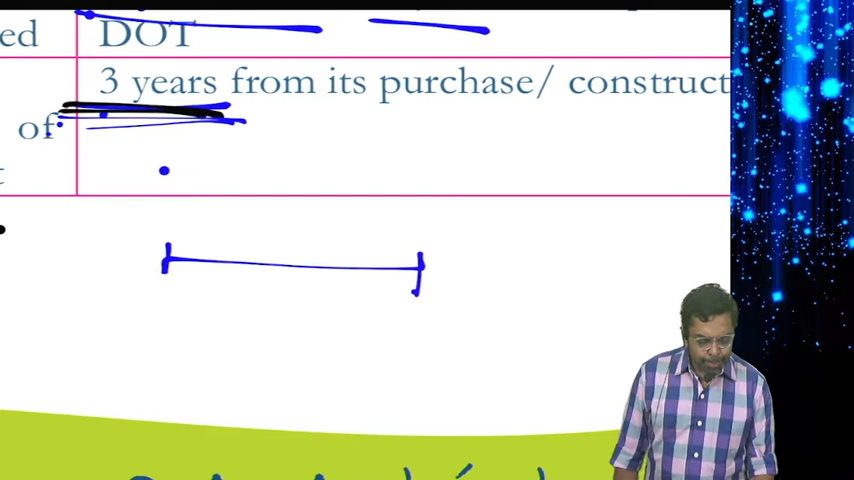 ed
DOT
3 years from its purchase/ construct
of
t